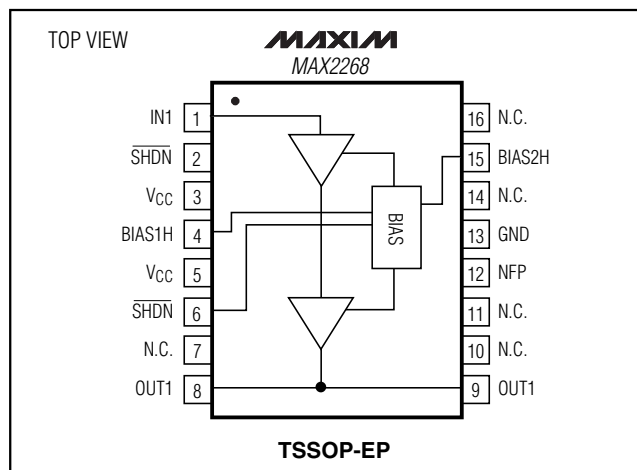 TOP VIEW
MAXIM
MAX2268
IN1 1
SHDN 2
VCC 3
BIAS1H 4
VCC 5
SHDN 6
N.C. 7
OUT1 8
16 N.C.
15 BIAS2H
14 N.C.
13 GND
12 NFP
11 N.C.
10 N.C.
9 OUT1
BIAS
TSSOP-EP